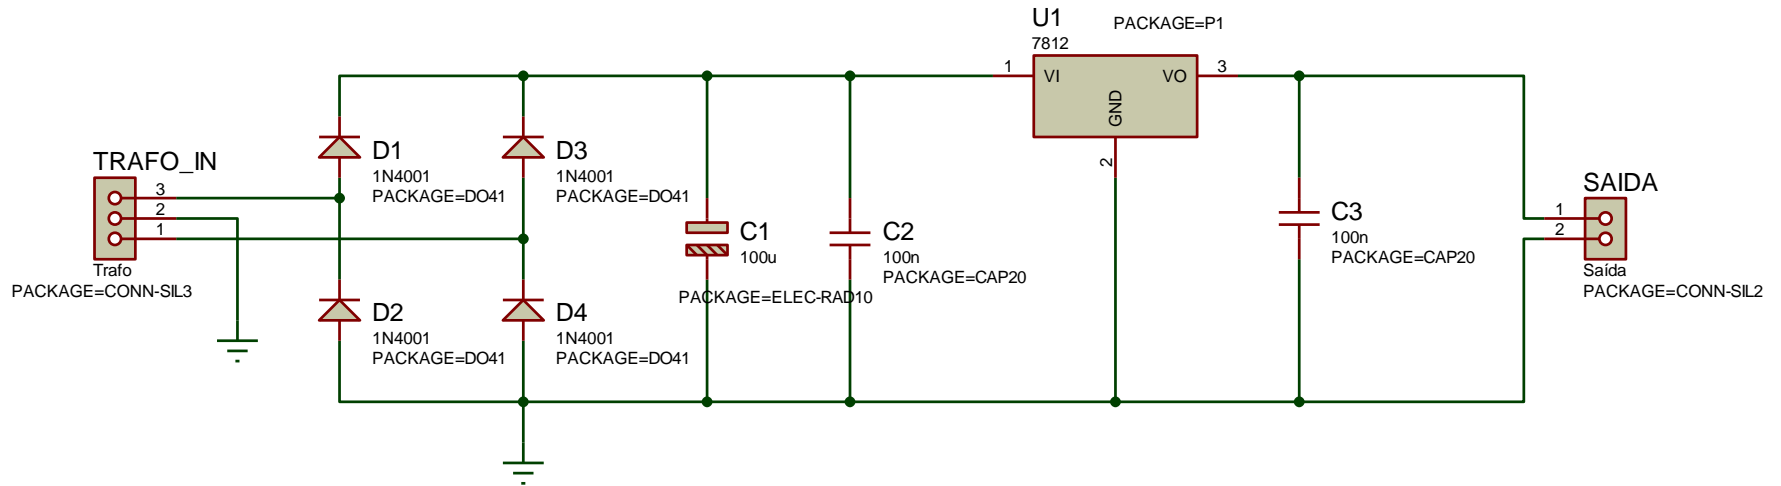 TRAFO_IN
3
2
1
Trafo
PACKAGE=CONN-SIL3
D1
1N4001
PACKAGE=DO41
D3
1N4001
PACKAGE=DO41
D2
1N4001
PACKAGE=DO41
D4
1N4001
PACKAGE=DO41
C1
100u
PACKAGE=ELEC-RAD10
C2
100n
PACKAGE=CAP20
U1
7812
PACKAGE=P1
1
VI
VO
3
GND
2
C3
100n
PACKAGE=CAP20
SAIDA
1
2
Saída
PACKAGE=CONN-SIL2